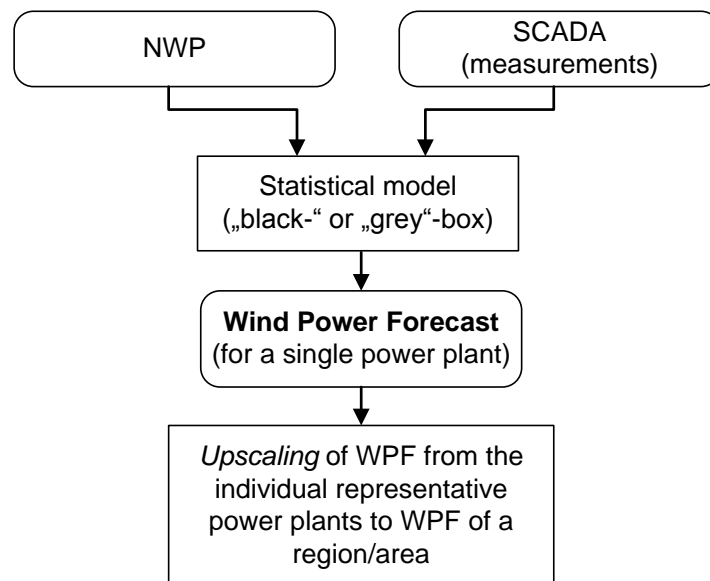 NWP
SCADA
(measurements)
Statistical model
(„black-“ or „grey“-box)
Wind Power Forecast
(for a single power plant)
Upscaling of WPF from the
individual representative
power plants to WPF of a
region/area